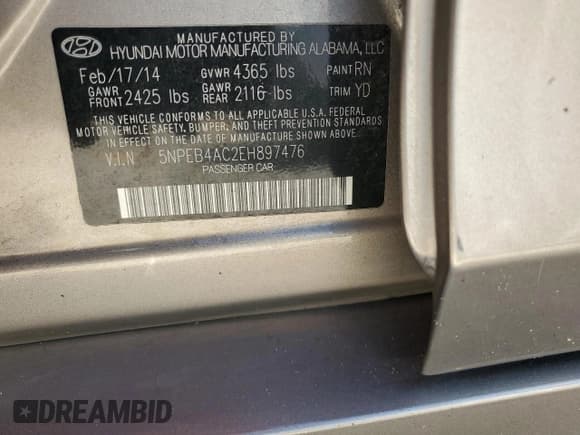 MANUFACTURED BY
HYUNDAI MOTOR MANUFACTURING ALABAMA, LLC
Feb/17/14 GVWR 4365 lbs PAINT RN
GAWR FRONT 2425 lbs GAWR REAR 2116 lbs TRIM YD
THIS VEHICLE CONFORMS TO ALL APPLICABLE U.S.A. FEDERAL
MOTOR VEHICLE SAFETY, BUMPER, AND THEFT PREVENTION STANDARDS
IN EFFECT ON THE DATE OF MANUFACTURE SHOWN ABOVE.
V.I.N 5NPEB4AC2EH897476
PASSENGER CAR
DREAMBID